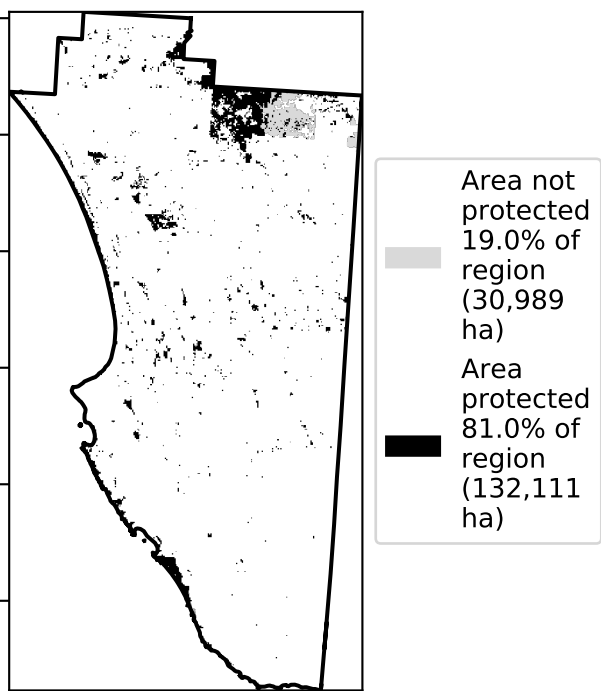 Area not
protected
19.0% of
region
(30,989
ha)
Area
protected
81.0% of
region
(132,111
ha)